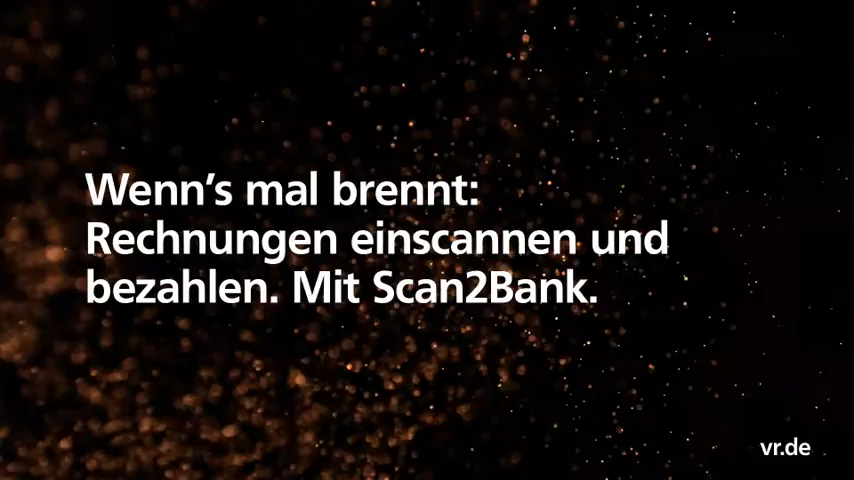 Wenn’s mal brennt:
Rechnungen einscannen und
bezahlen. Mit Scan2Bank.
vr.de